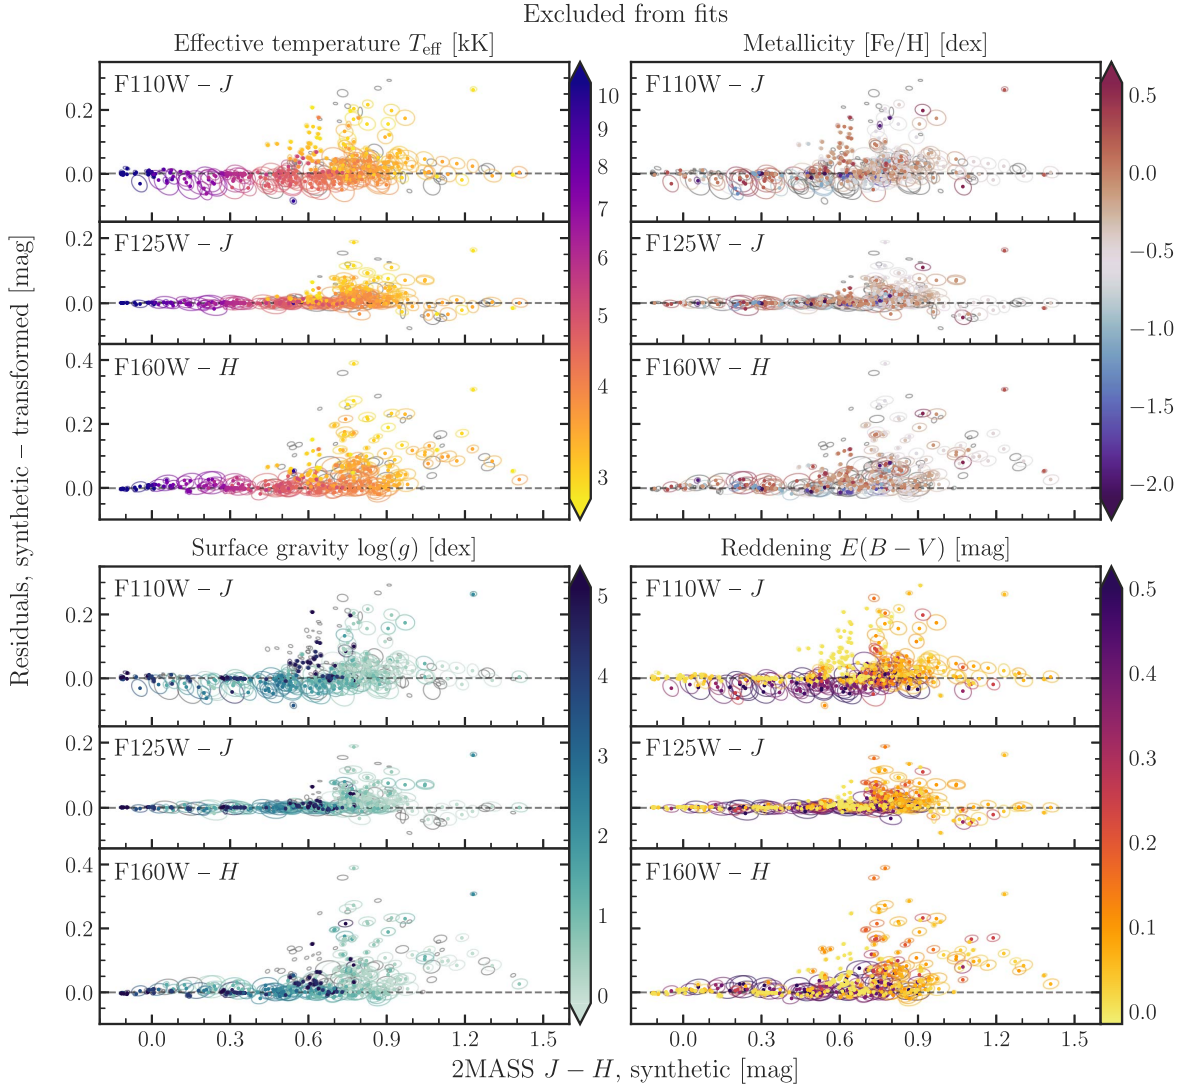 Excluded from fits
Effective temperature T_eff [kK]
Metallicity [Fe/H] [dex]
F110W – J
0.2
0.0
F125W – J
0.2
0.0
F160W – H
0.4
0.2
0.0
10
9
8
7
6
5
4
3
F110W – J
F125W – J
F160W – H
0.5
0.0
−0.5
−1.0
−1.5
−2.0
Residuals, synthetic − transformed [mag]
Surface gravity log(g) [dex]
Reddening E(B − V) [mag]
F110W – J
0.2
0.0
F125W – J
0.2
0.0
F160W – H
0.4
0.2
0.0
5
4
3
2
1
0
F110W – J
F125W – J
F160W – H
0.5
0.4
0.3
0.2
0.1
0.0
0.0 0.3 0.6 0.9 1.2 1.5
0.0 0.3 0.6 0.9 1.2 1.5
2MASS J − H, synthetic [mag]